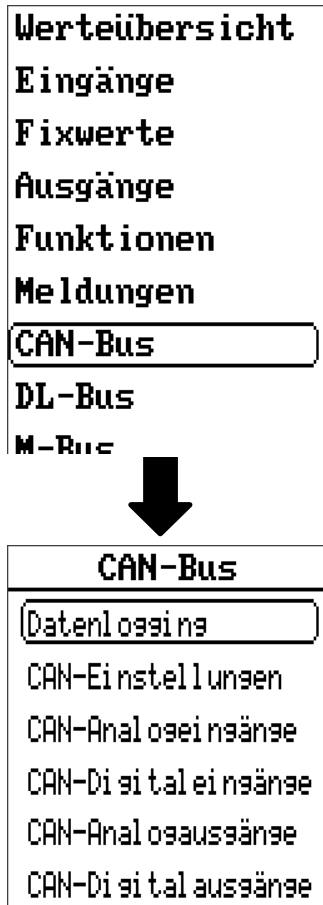 Werteübersicht
Eingänge
Fixwerte
Ausgänge
Funktionen
Meldungen
CAN-Bus
DL-Bus
M-Bus
CAN-Bus
Datenlogging
CAN-Einstellungen
CAN-Analogeingänge
CAN-Digitaleingänge
CAN-Analogausgänge
CAN-Digitalausgänge